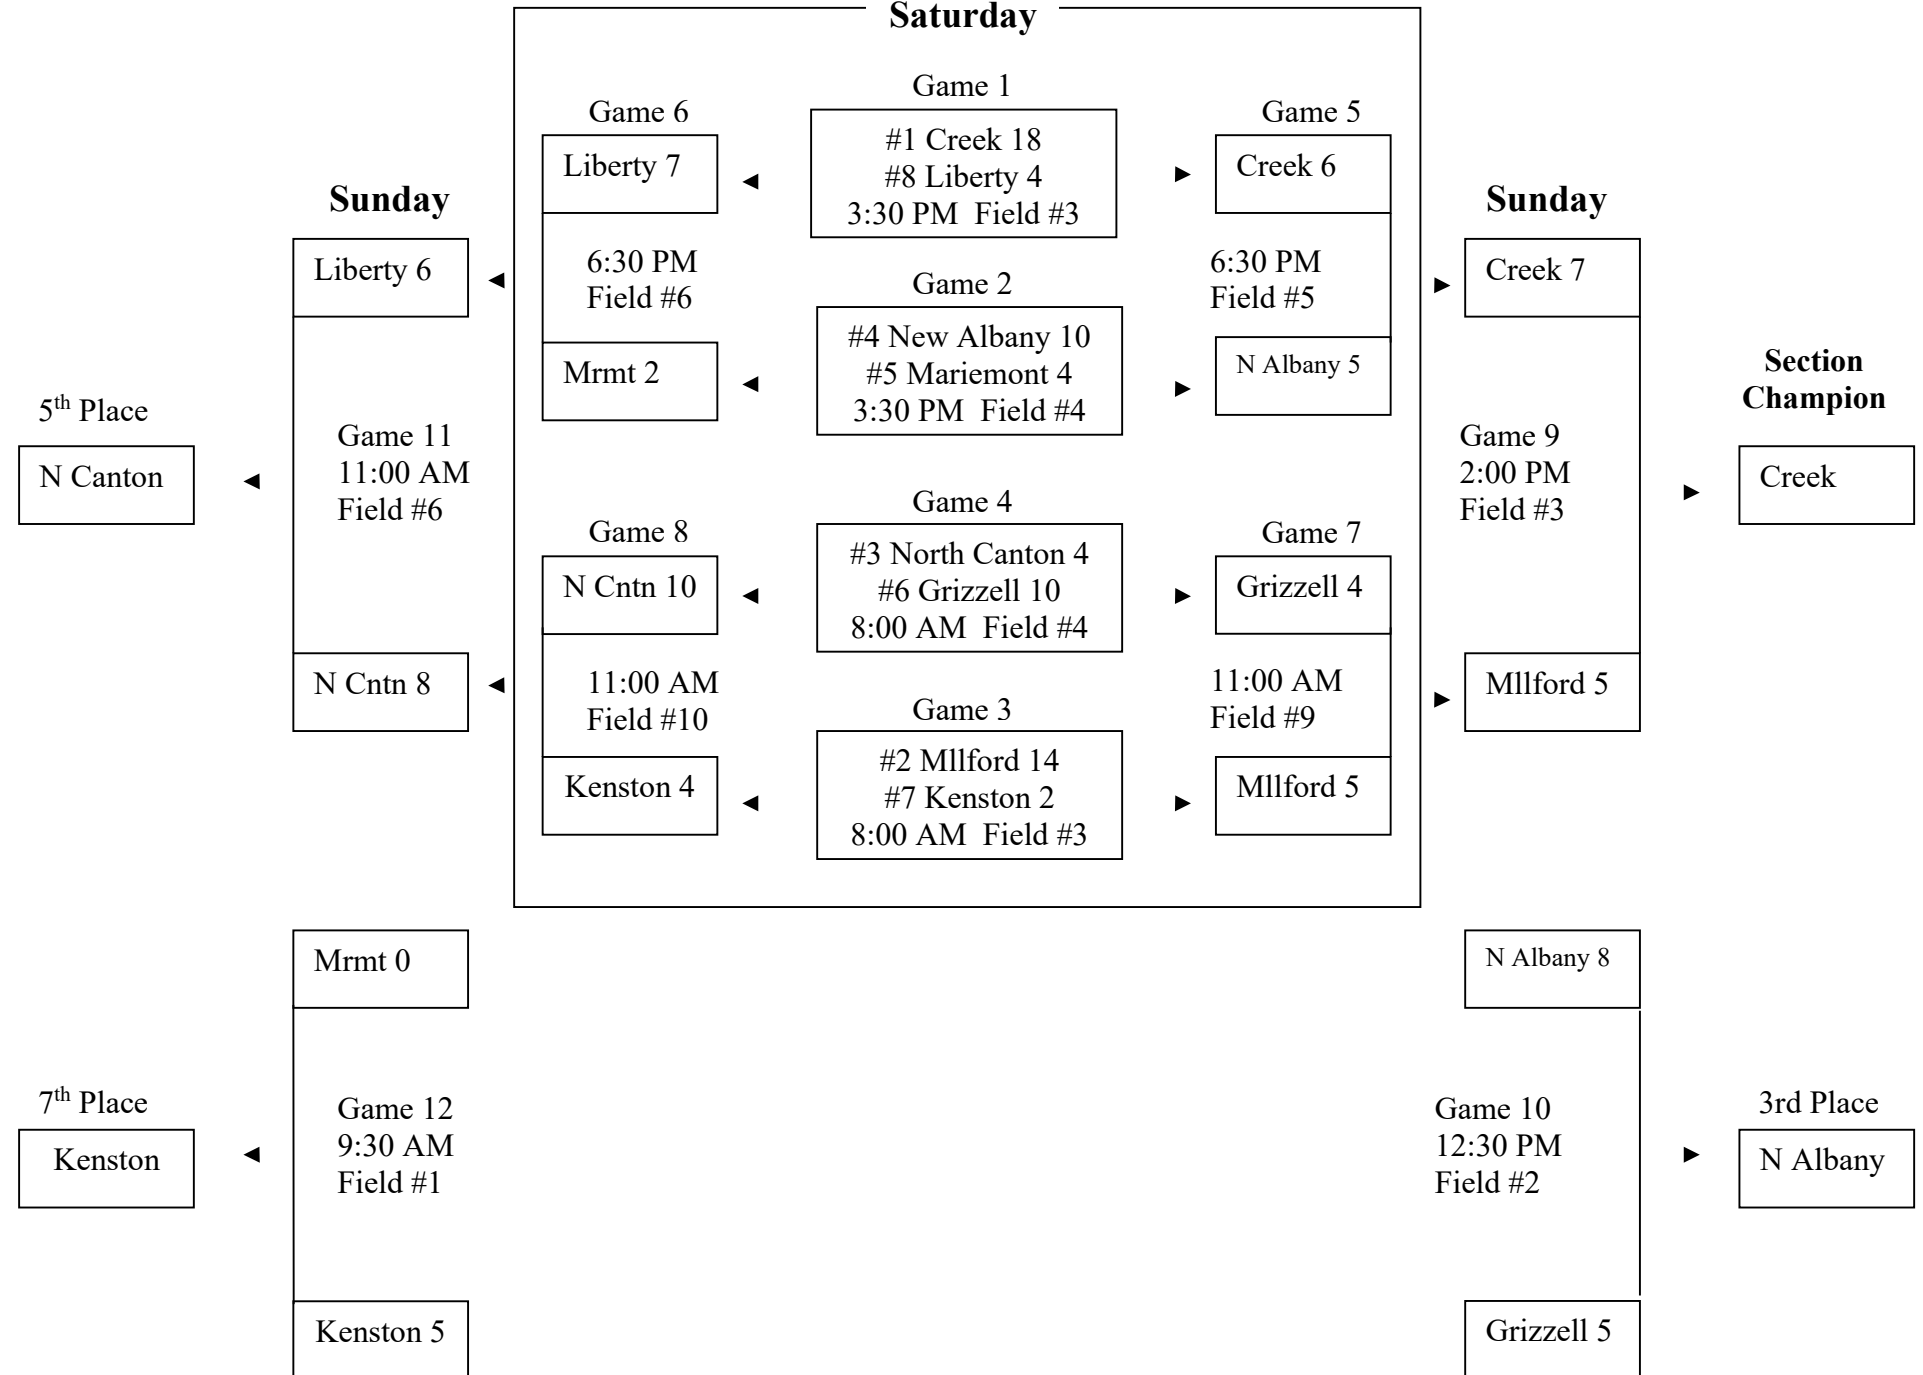 Saturday
Game 1
#1 Creek 18
#8 Liberty 4
3:30 PM  Field #3
Game 6
Liberty 7
6:30 PM
Field #6
Mrmt 2
Game 5
Creek 6
6:30 PM
Field #5
N Albany 5
Game 2
#4 New Albany 10
#5 Mariemont 4
3:30 PM  Field #4
Game 4
#3 North Canton 4
#6 Grizzell 10
8:00 AM  Field #4
Game 8
N Cntn 10
11:00 AM
Field #10
Kenston 4
Game 7
Grizzell 4
11:00 AM
Field #9
Mllford 5
Game 3
#2 Mllford 14
#7 Kenston 2
8:00 AM  Field #3
Sunday
Liberty 6
Game 11
11:00 AM
Field #6
N Cntn 8
5th Place
N Canton
Sunday
Creek 7
Game 9
2:00 PM
Field #3
Mllford 5
Section
Champion
Creek
Mrmt 0
Game 12
9:30 AM
Field #1
Kenston 5
7th Place
Kenston
N Albany 8
Game 10
12:30 PM
Field #2
Grizzell 5
3rd Place
N Albany